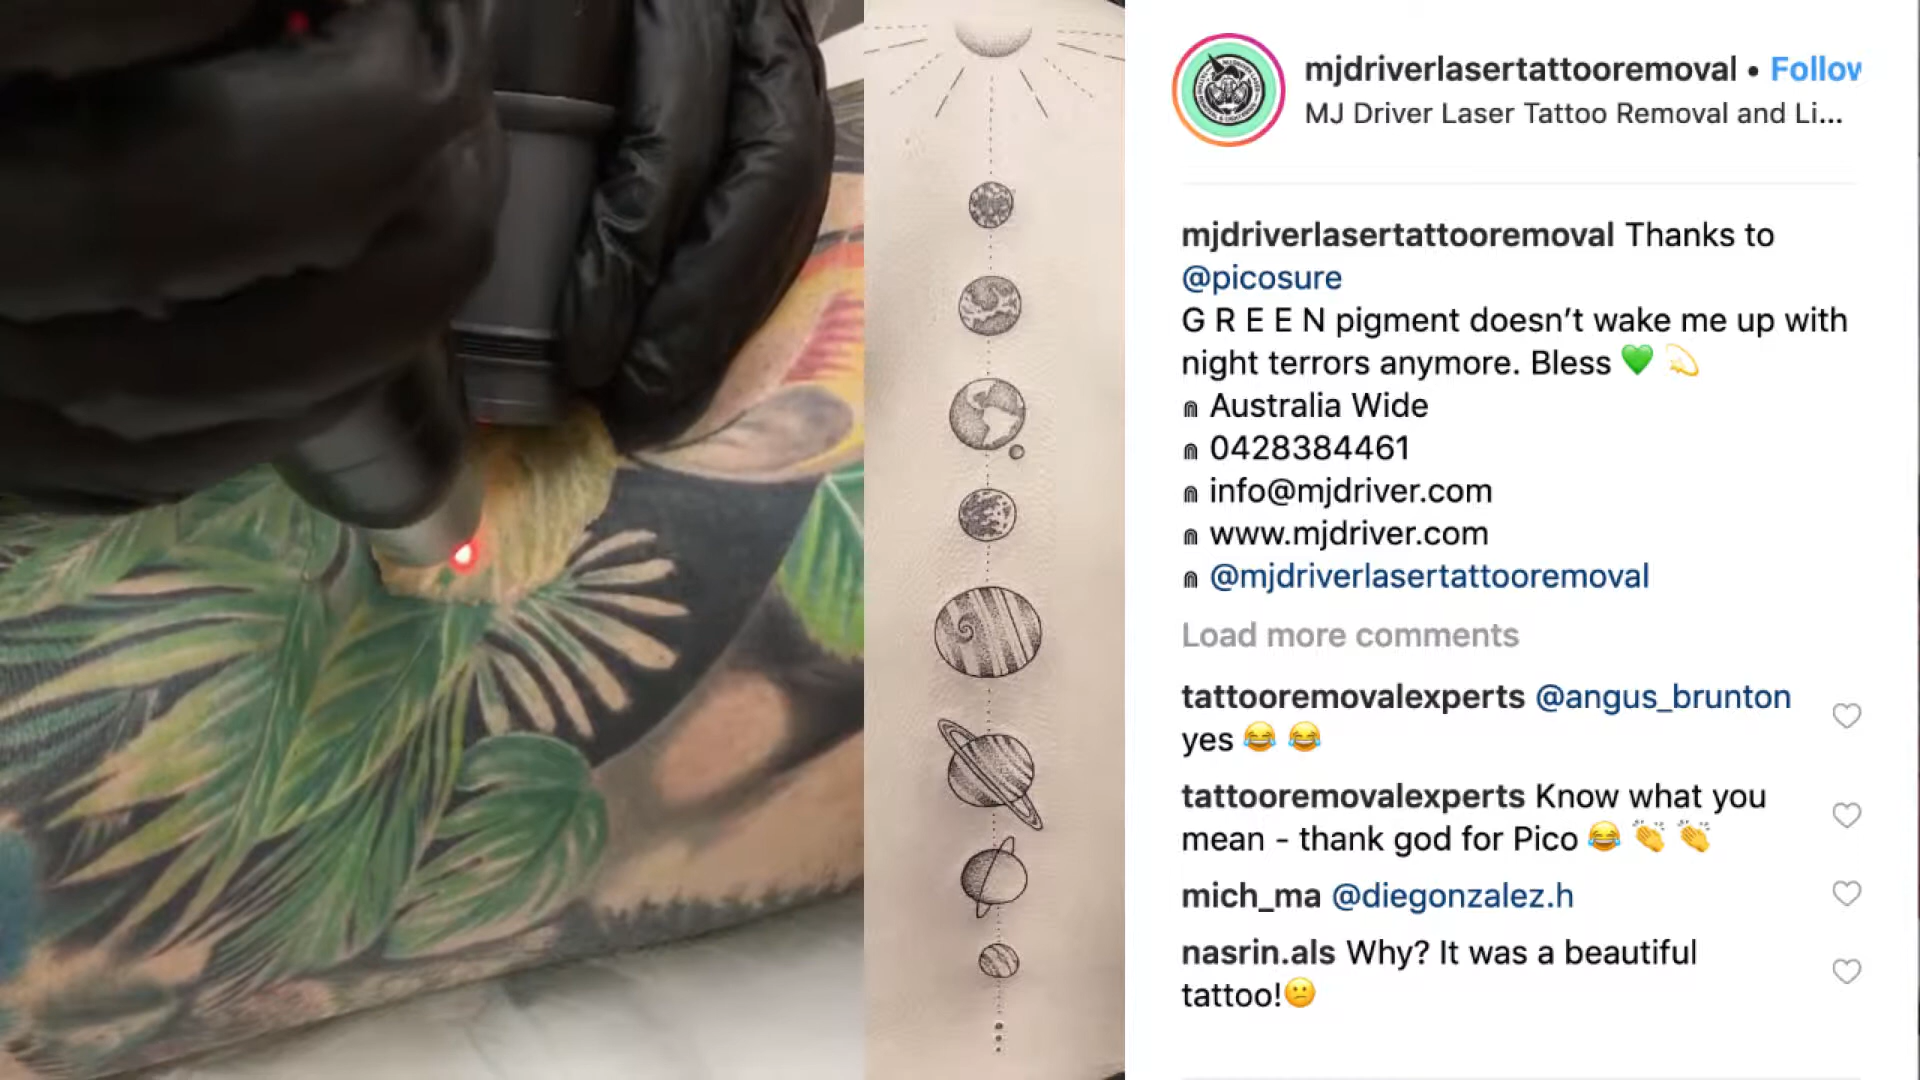 mjdriverlasertattooremoval • Follow
MJ Driver Laser Tattoo Removal and Li...
mjdriverlasertattooremoval Thanks to
@picosure
G R E E N pigment doesn’t wake me up with
night terrors anymore. Bless 💚 💫
⋒ Australia Wide
⋒ 0428384461
⋒ info@mjdriver.com
⋒ www.mjdriver.com
⋒ @mjdriverlasertattooremoval
Load more comments
tattooremovalexperts @angus_brunton
yes 😂 😂
tattooremovalexperts Know what you
mean - thank god for Pico 😂 👏 👏
mich_ma @diegonzalez.h
nasrin.als Why? It was a beautiful
tattoo!😕